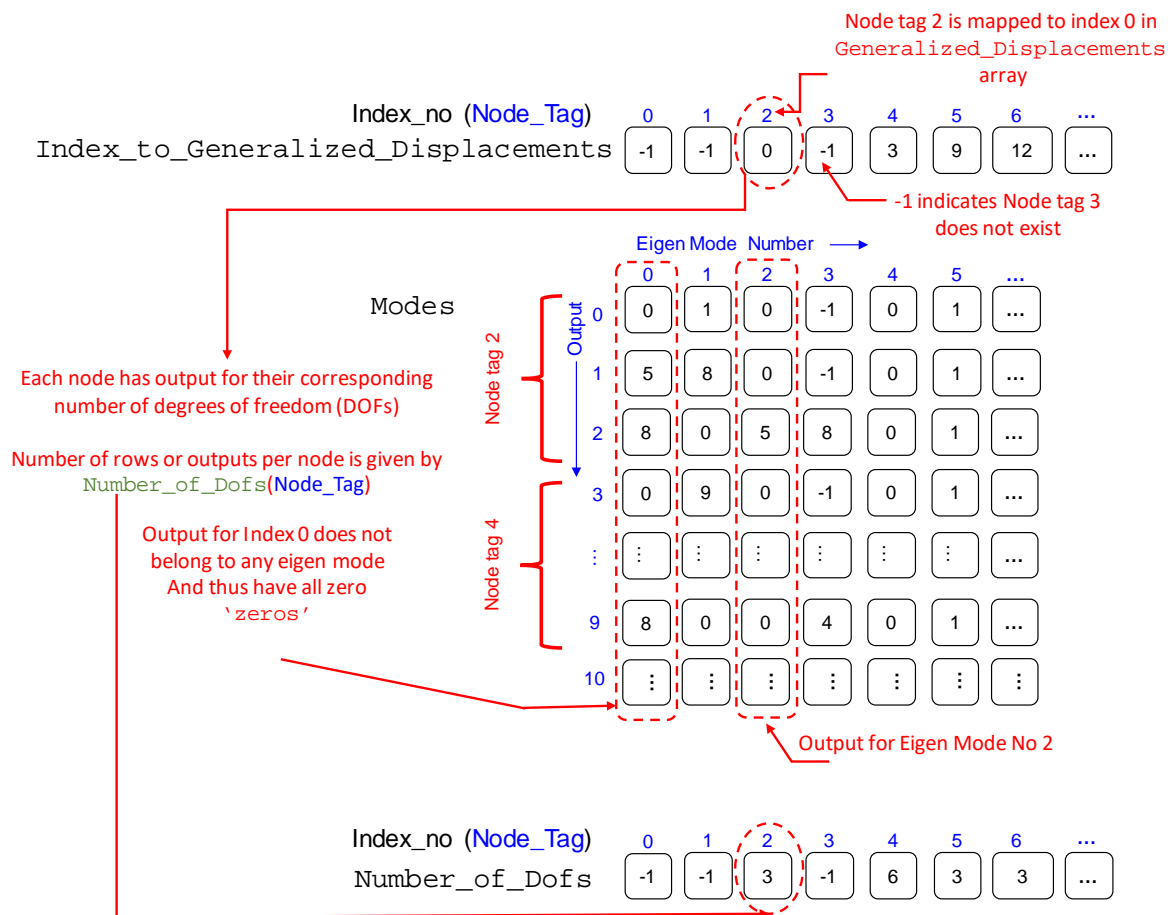 Node tag 2 is mapped to index 0 in
Generalized_Displacements
array
Index_no (Node_Tag) 0 1 2 3 4 5 6 ...
Index_to_Generalized_Displacements -1 -1 0 -1 3 9 12 ...
-1 indicates Node tag 3
does not exist
Eigen Mode Number
0 1 2 3 4 5 ...
Modes
Output
Node tag 2
0 0 1 0 -1 0 1 ...
1 5 8 0 -1 0 1 ...
2 8 0 5 8 0 1 ...
Node tag 4
3 0 9 0 -1 0 1 ...
⋮ ⋮ ⋮ ⋮ ⋮ ⋮ ⋮ ...
9 8 0 0 4 0 1 ...
10 ⋮ ⋮ ⋮ ⋮ ⋮ ⋮ ⋮
Each node has output for their corresponding
number of degrees of freedom (DOFs)
Number of rows or outputs per node is given by
Number_of_Dofs(Node_Tag)
Output for Index 0 does not
belong to any eigen mode
And thus have all zero
‘zeros’
Output for Eigen Mode No 2
Index_no (Node_Tag) 0 1 2 3 4 5 6 ...
Number_of_Dofs -1 -1 3 -1 6 3 3 ...